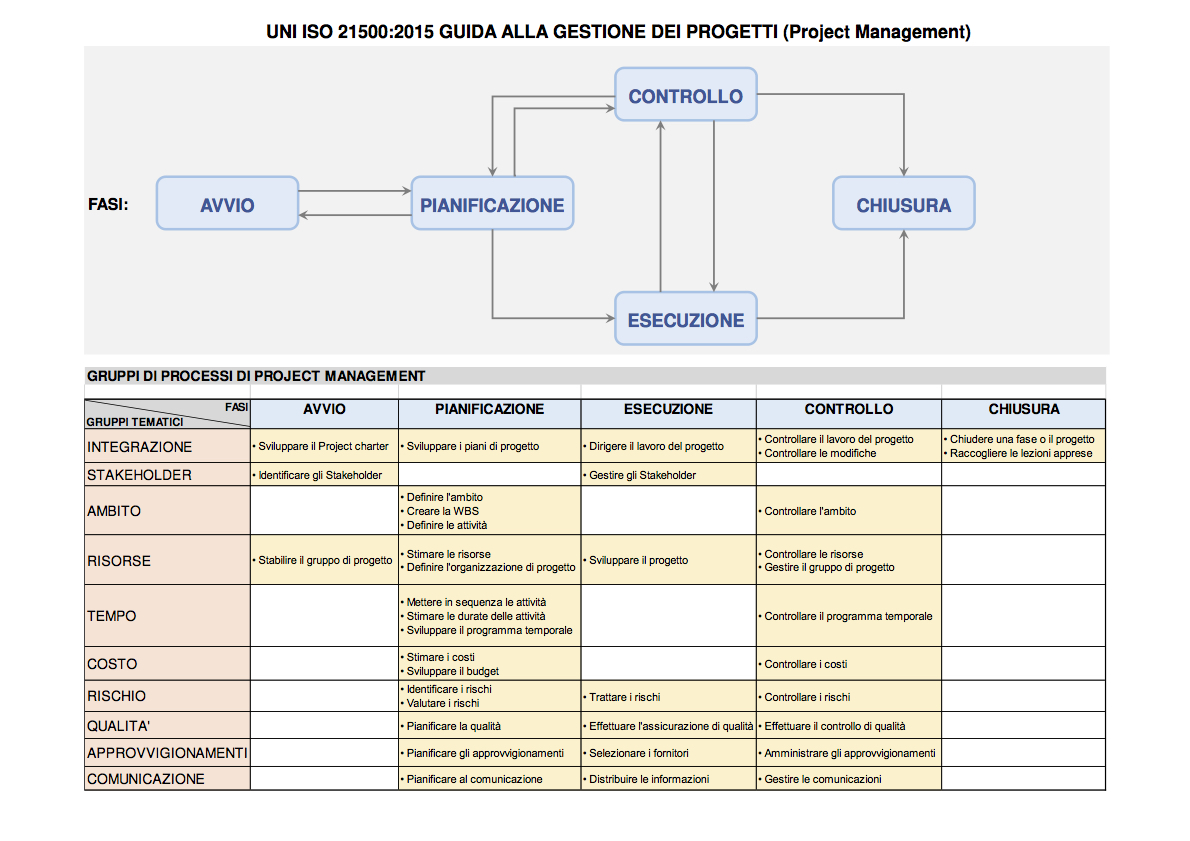 UNI ISO 21500:2015 GUIDA ALLA GESTIONE DEI PROGETTI (Project Management)
CONTROLLO
FASI:
AVVIO
PIANIFICAZIONE
CHIUSURA
ESECUZIONE
GRUPPI DI PROCESSI DI PROJECT MANAGEMENT
FASI
GRUPPI TEMATICI
AVVIO
PIANIFICAZIONE
ESECUZIONE
CONTROLLO
CHIUSURA
INTEGRAZIONE
• Sviluppare il Project charter
• Sviluppare i piani di progetto
• Dirigere il lavoro del progetto
• Controllare il lavoro del progetto
• Controllare le modifiche
• Chiudere una fase o il progetto
• Raccogliere le lezioni apprese
STAKEHOLDER
• Identificare gli Stakeholder
• Gestire gli Stakeholder
AMBITO
• Definire l'ambito
• Creare la WBS
• Definire le attività
• Controllare l'ambito
RISORSE
• Stabilire il gruppo di progetto
• Stimare le risorse
• Definire l'organizzazione di progetto
• Sviluppare il progetto
• Controllare le risorse
• Gestire il gruppo di progetto
TEMPO
• Mettere in sequenza le attività
• Stimare le durate delle attività
• Sviluppare il programma temporale
• Controllare il programma temporale
COSTO
• Stimare i costi
• Sviluppare il budget
• Controllare i costi
RISCHIO
• Identificare i rischi
• Valutare i rischi
• Trattare i rischi
• Controllare i rischi
QUALITA'
• Pianificare la qualità
• Effettuare l'assicurazione di qualità
• Effettuare il controllo di qualità
APPROVVIGIONAMENTI
• Pianificare gli approvvigionamenti
• Selezionare i fornitori
• Amministrare gli approvvigionamenti
COMUNICAZIONE
• Pianificare al comunicazione
• Distribuire le informazioni
• Gestire le comunicazioni